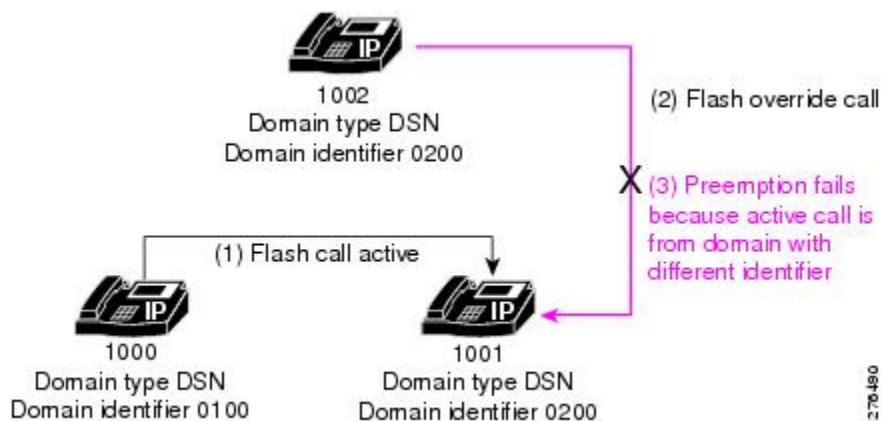 IP
1002
Domain type DSN
Domain identifier 0200
(2) Flash override call
X
(3) Preemption fails
because active call is
from domain with
different identifier
(1) Flash call active
IP
1000
Domain type DSN
Domain identifier 0100
IP
1001
Domain type DSN
Domain identifier 0200
276490